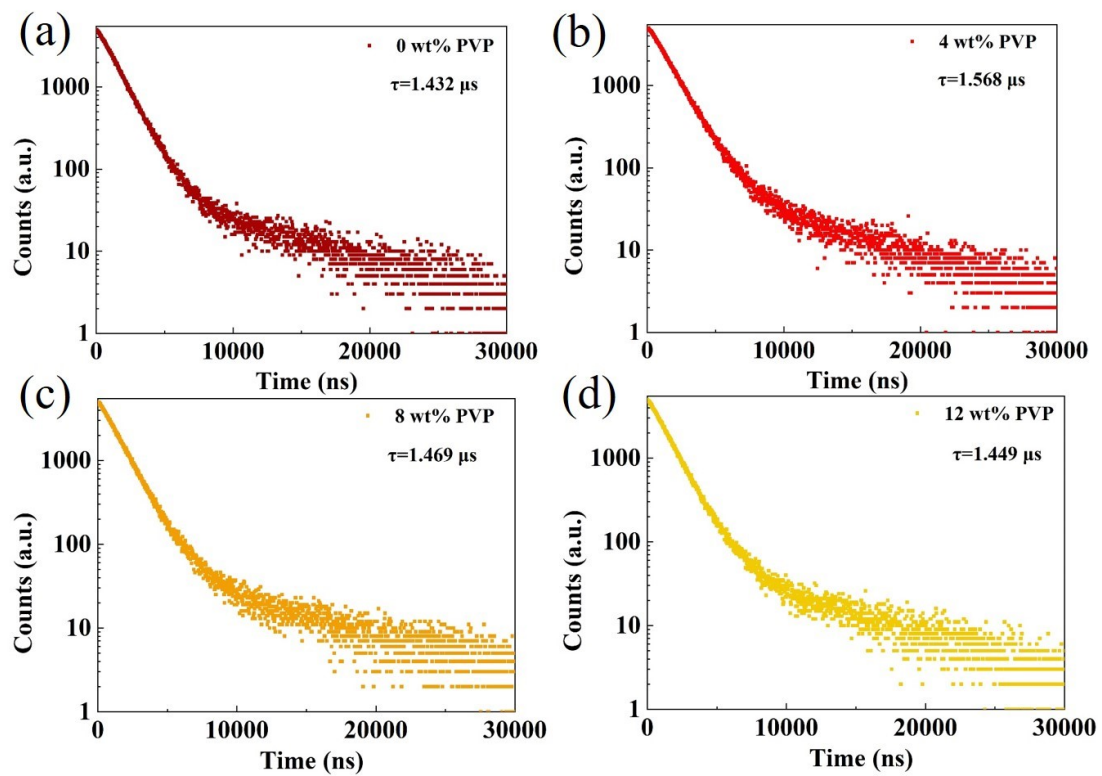 (a)
0 wt% PVP
τ=1.432 μs
Counts (a.u.)
1000
100
10
1
0
10000
20000
30000
Time (ns)
(b)
4 wt% PVP
τ=1.568 μs
Counts (a.u.)
1000
100
10
1
0
10000
20000
30000
Time (ns)
(c)
8 wt% PVP
τ=1.469 μs
Counts (a.u.)
1000
100
10
1
0
10000
20000
30000
Time (ns)
(d)
12 wt% PVP
τ=1.449 μs
Counts (a.u.)
1000
100
10
1
0
10000
20000
30000
Time (ns)